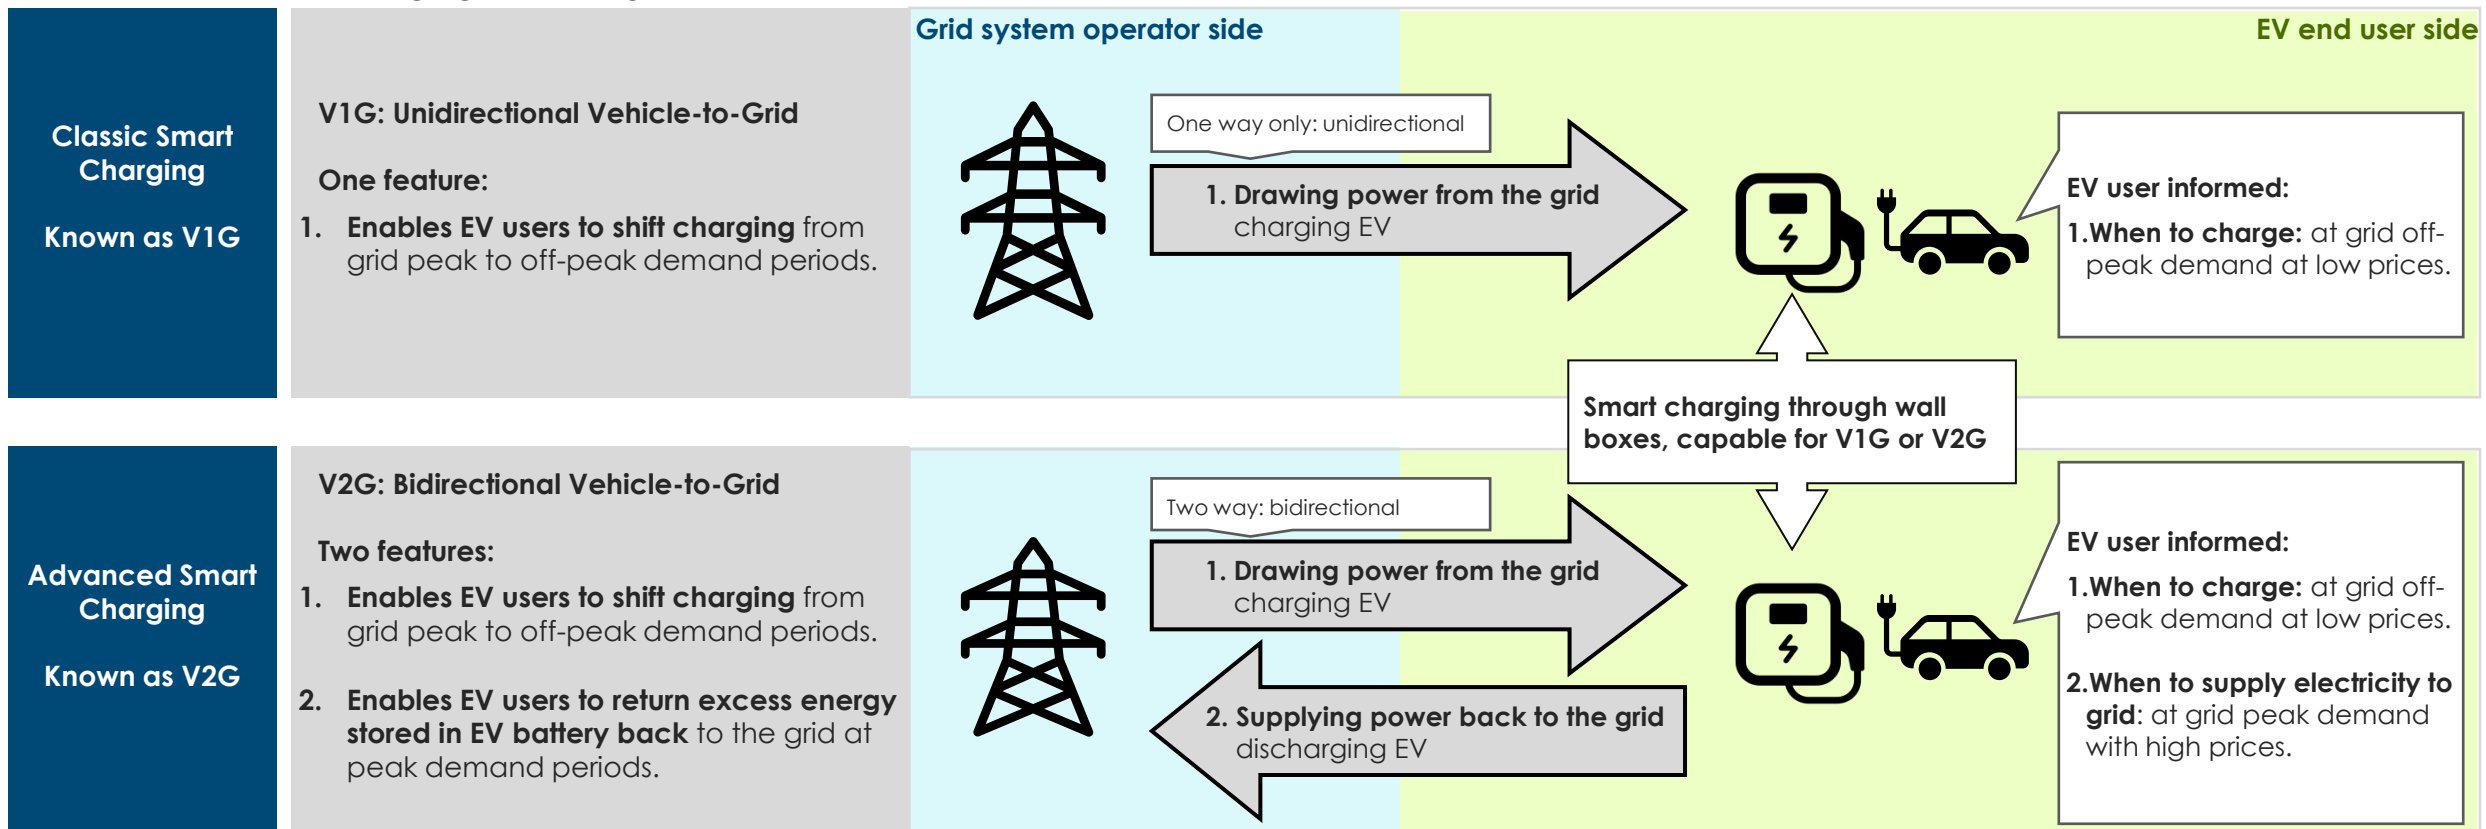 Grid system operator side
EV end user side
Classic Smart
Charging
Known as V1G
V1G: Unidirectional Vehicle-to-Grid
One feature:
1. Enables EV users to shift charging from
grid peak to off-peak demand periods.
One way only: unidirectional
1. Drawing power from the grid
charging EV
EV user informed:
1.When to charge: at grid off-
peak demand at low prices.
Smart charging through wall
boxes, capable for V1G or V2G
Advanced Smart
Charging
Known as V2G
V2G: Bidirectional Vehicle-to-Grid
Two features:
1. Enables EV users to shift charging from
grid peak to off-peak demand periods.
2. Enables EV users to return excess energy
stored in EV battery back to the grid at
peak demand periods.
Two way: bidirectional
1. Drawing power from the grid
charging EV
2. Supplying power back to the grid
discharging EV
EV user informed:
1.When to charge: at grid off-
peak demand at low prices.
2.When to supply electricity to
grid: at grid peak demand
with high prices.